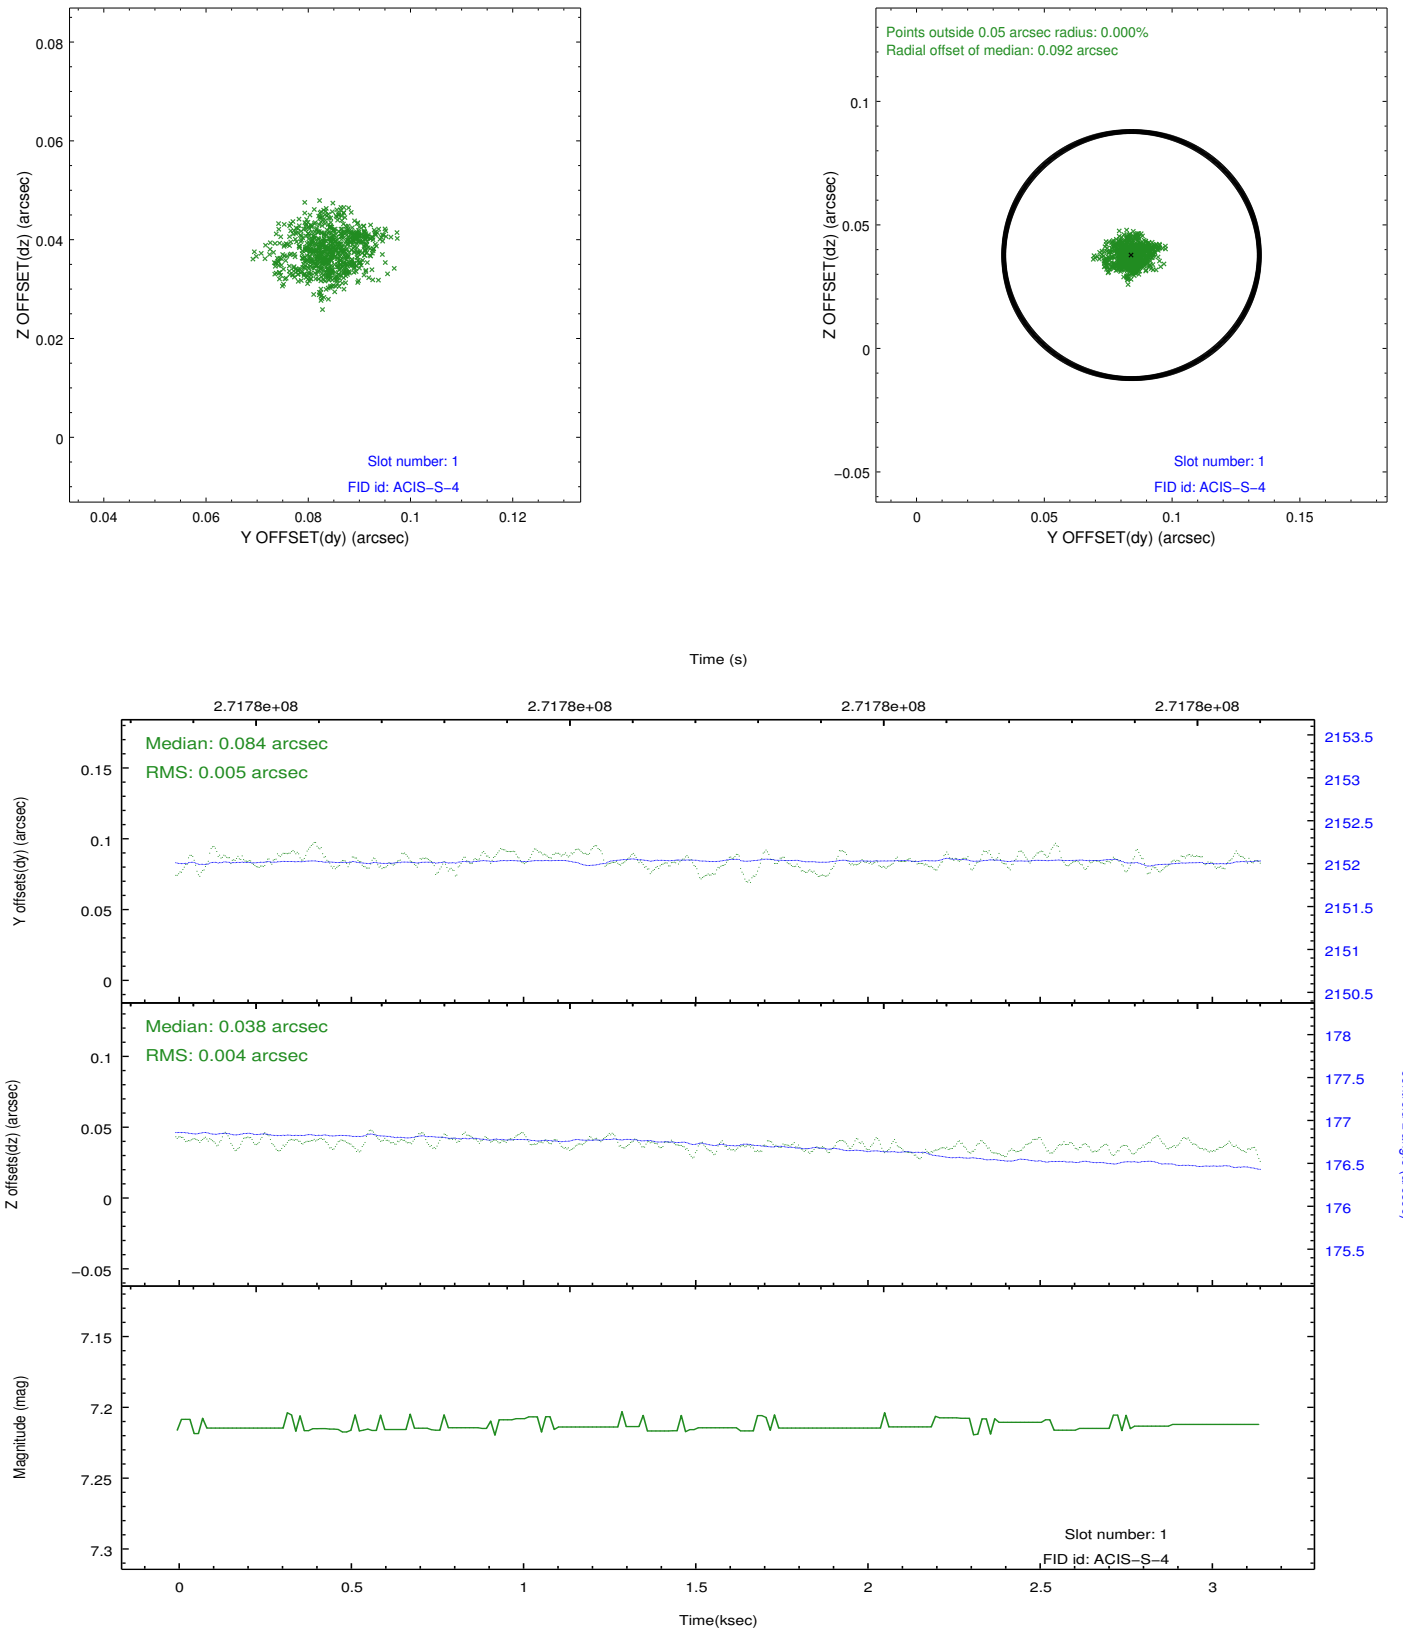 0.08
0.06
0.04
0.02
0
Z OFFSET(dz) (arcsec)
Slot number: 1
FID id: ACIS−S−4
0.04
0.06
0.08
0.1
0.12
Y OFFSET(dy) (arcsec)
Points outside 0.05 arcsec radius: 0.000%
Radial offset of median: 0.092 arcsec
0.1
0.05
0
−0.05
Z OFFSET(dz) (arcsec)
Slot number: 1
FID id: ACIS−S−4
0
0.05
0.1
0.15
Y OFFSET(dy) (arcsec)
Time (s)
2.7178e+08
2.7178e+08
2.7178e+08
2.7178e+08
Median: 0.084 arcsec
RMS: 0.005 arcsec
0.15
0.1
0.05
0
Y offsets(dy) (arcsec)
2153.5
2153
2152.5
2152
2151.5
2151
2150.5
Median: 0.038 arcsec
RMS: 0.004 arcsec
0.1
0.05
0
−0.05
Z offsets(dz) (arcsec)
178
177.5
177
176.5
176
175.5
7.15
7.2
7.25
7.3
Magnitude (mag)
Slot number: 1
FID id: ACIS−S−4
0
0.5
1
1.5
2
2.5
3
Time(ksec)